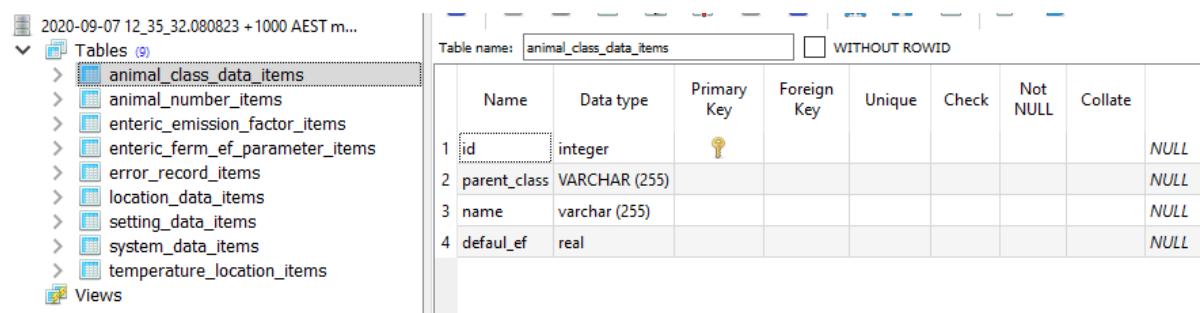 2020-09-07 12_35_32.080823 +1000 AEST m...
Tables (9)
animal_class_data_items
animal_number_items
enteric_emission_factor_items
enteric_ferm_ef_parameter_items
error_record_items
location_data_items
setting_data_items
system_data_items
temperature_location_items
Views
Table name: animal_class_data_items WITHOUT ROWID
Name Data type Primary Key Foreign Key Unique Check Not NULL Collate
1 id integer NULL
2 parent_class VARCHAR (255) NULL
3 name varchar (255) NULL
4 defaul_ef real NULL